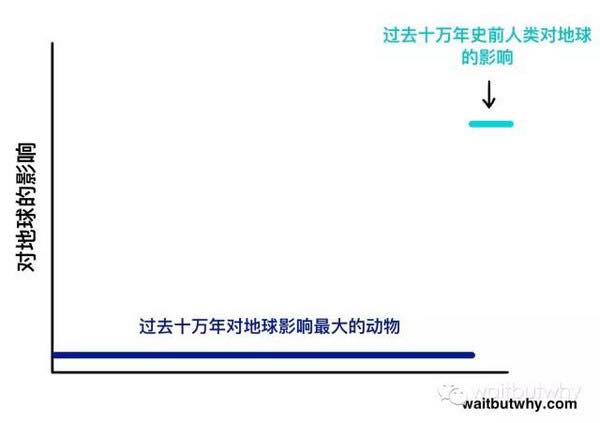 过去十万年史前人类对地球
的影响
对地球的影响
过去十万年对地球影响最大的动物
waitbutwhy
waitbutwhy.com